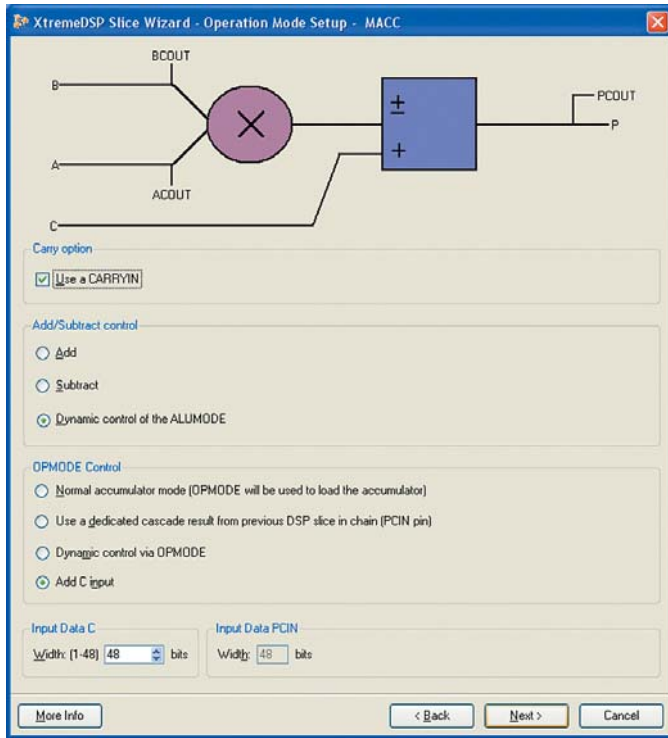 XtremeDSP Slice Wizard - Operation Mode Setup - MACC
BCOUT
B
PCOUT
±
P
×
A
+
ACOUT
C
Carry option
Use a CARRYIN
Add/Subtract control
Add
Subtract
Dynamic control of the ALUMODE
OPMODE Control
Normal accumulator mode (OPMODE will be used to load the accumulator)
Use a dedicated cascade result from previous DSP slice in chain (PCIN pin)
Dynamic control via OPMODE
Add C input
Input Data C
Input Data PCIN
Width: (1-48) 48 bits
Width: 48 bits
More Info
< Back
Next >
Cancel